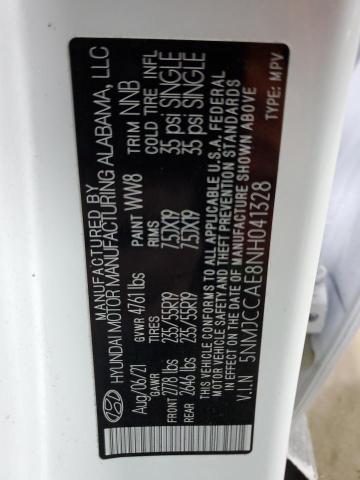 MANUFACTURED BY
HYUNDAI MOTOR MANUFACTURING ALABAMA, LLC
Aug/06/21 GVWR 4761 lbs PAINT WW8 TRIM NNB
GAWR TIRES RIMS COLD TIRE INFL
FRONT 2778 lbs 235/55R19 7.5JX19 35 psi SINGLE
REAR 2646 lbs 235/55R19 7.5JX19 35 psi SINGLE
THIS VEHICLE CONFORMS TO ALL APPLICABLE U.S.A. FEDERAL
MOTOR VEHICLE SAFETY AND THEFT PREVENTION STANDARDS
IN EFFECT ON THE DATE OF MANUFACTURE SHOWN ABOVE
V.I.N 5NMJCCAE8NH041328 TYPE: MPV